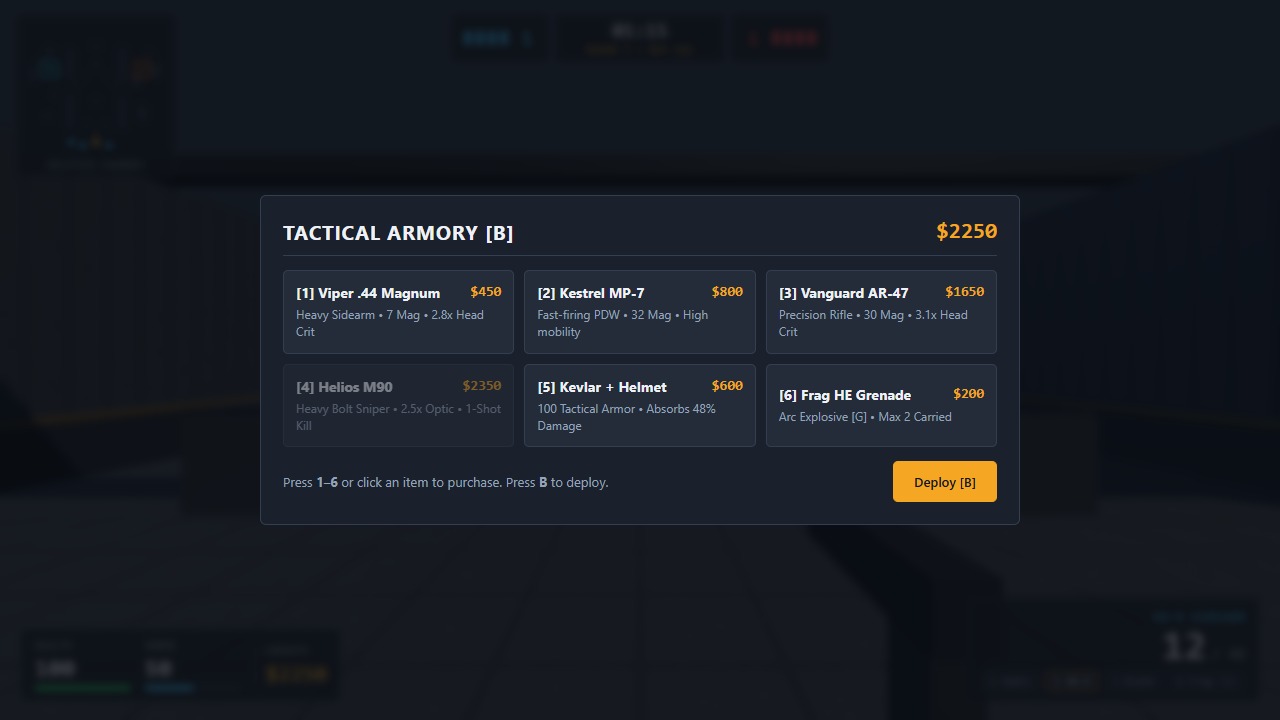 TACTICAL ARMORY [B]
$2250
[1] Viper .44 Magnum
$450
Heavy Sidearm • 7 Mag • 2.8x Head
Crit
[2] Kestrel MP-7
$800
Fast-firing PDW • 32 Mag • High
mobility
[3] Vanguard AR-47
$1650
Precision Rifle • 30 Mag • 3.1x Head
Crit
[4] Helios M90
$2350
Heavy Bolt Sniper • 2.5x Optic • 1-Shot
Kill
[5] Kevlar + Helmet
$600
100 Tactical Armor • Absorbs 48%
Damage
[6] Frag HE Grenade
$200
Arc Explosive [G] • Max 2 Carried
Press 1–6 or click an item to purchase. Press B to deploy.
Deploy [B]
100
50
$2250
12